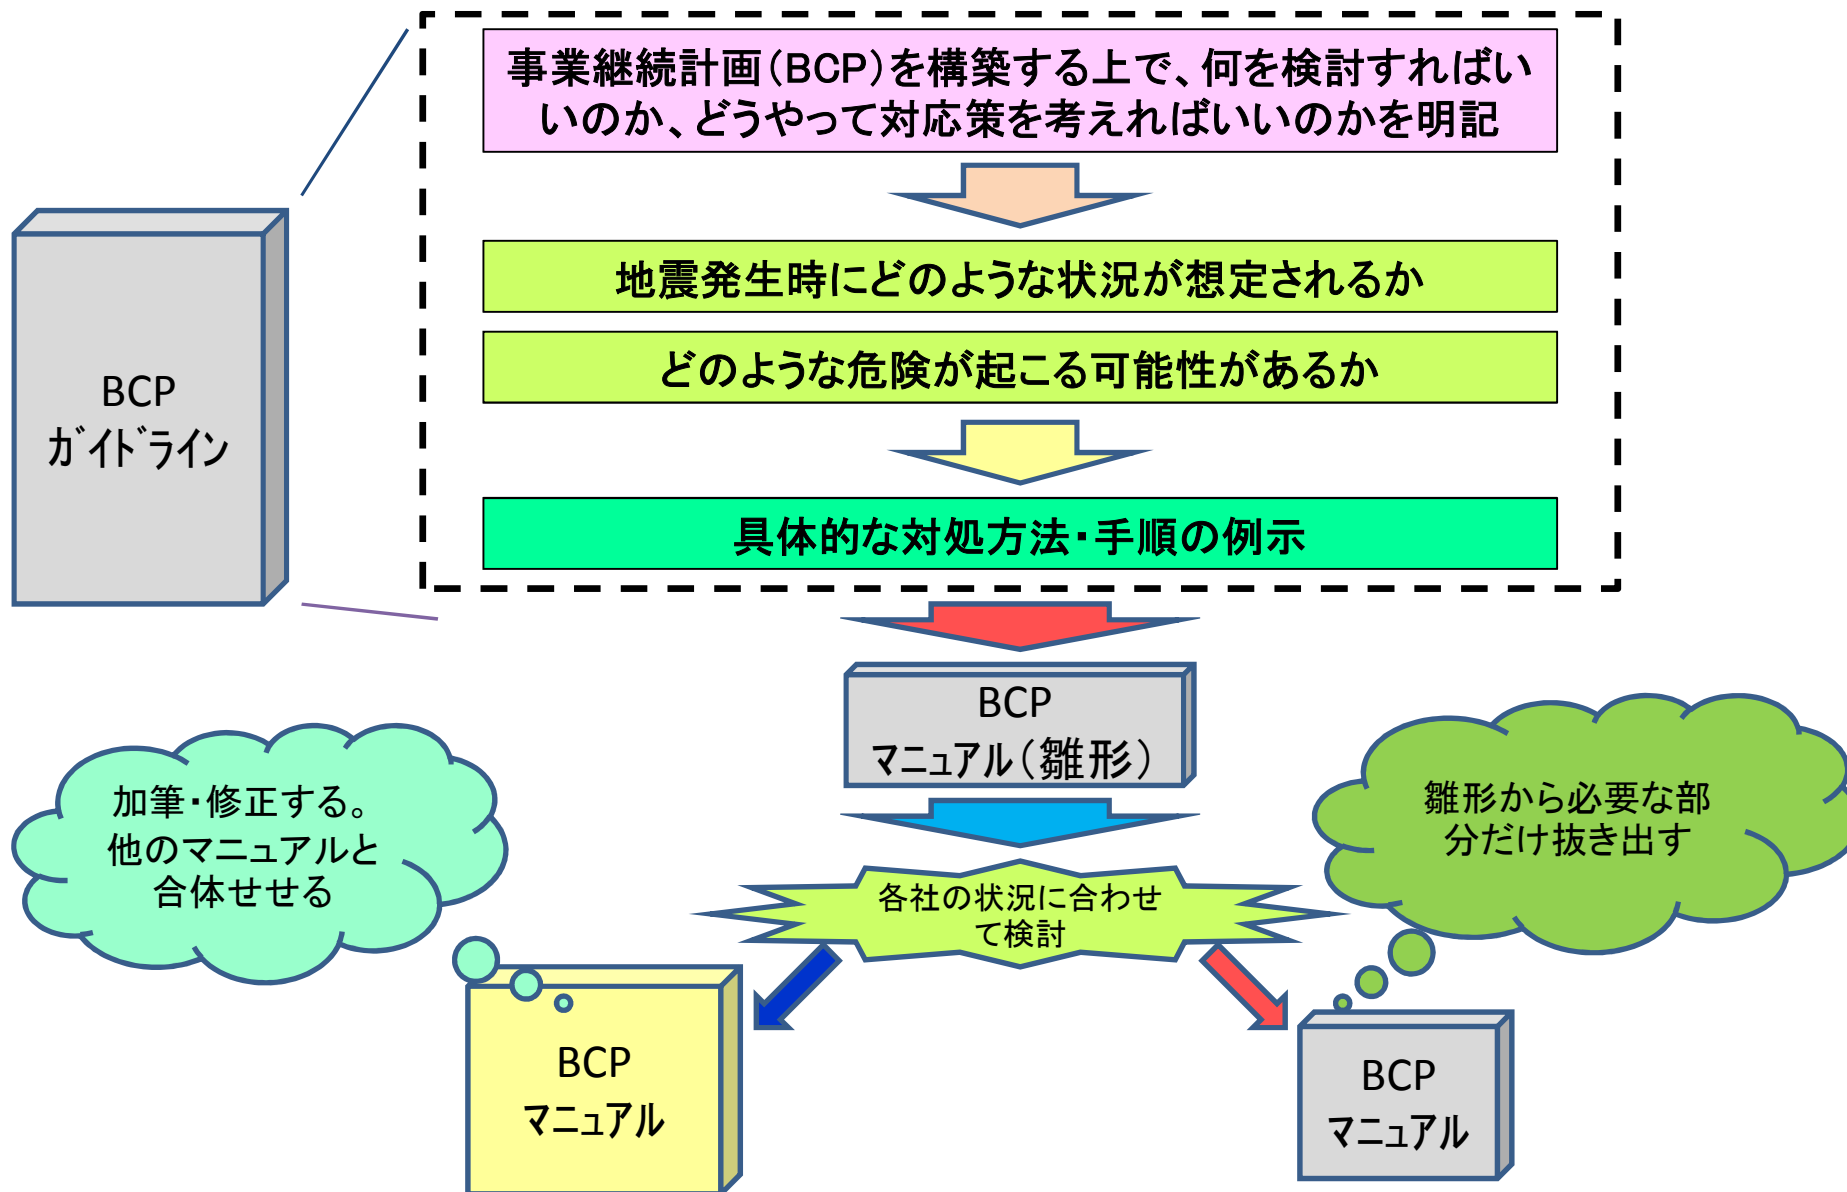 事業継続計画（BCP）を構築する上で、何を検討すればい
いのか、どうやって対応策を考えればいいのかを明記
地震発生時にどのような状況が想定されるか
どのような危険が起こる可能性があるか
具体的な対処方法・手順の例示
BCP
ｶﾞｲﾄﾞﾗｲﾝ
BCP
ﾏﾆｭｱﾙ（雛形）
加筆・修正する。
他のマニュアルと
合体せせる
雛形から必要な部
分だけ抜き出す
各社の状況に合わせ
て検討
BCP
ﾏﾆｭｱﾙ
BCP
ﾏﾆｭｱﾙ